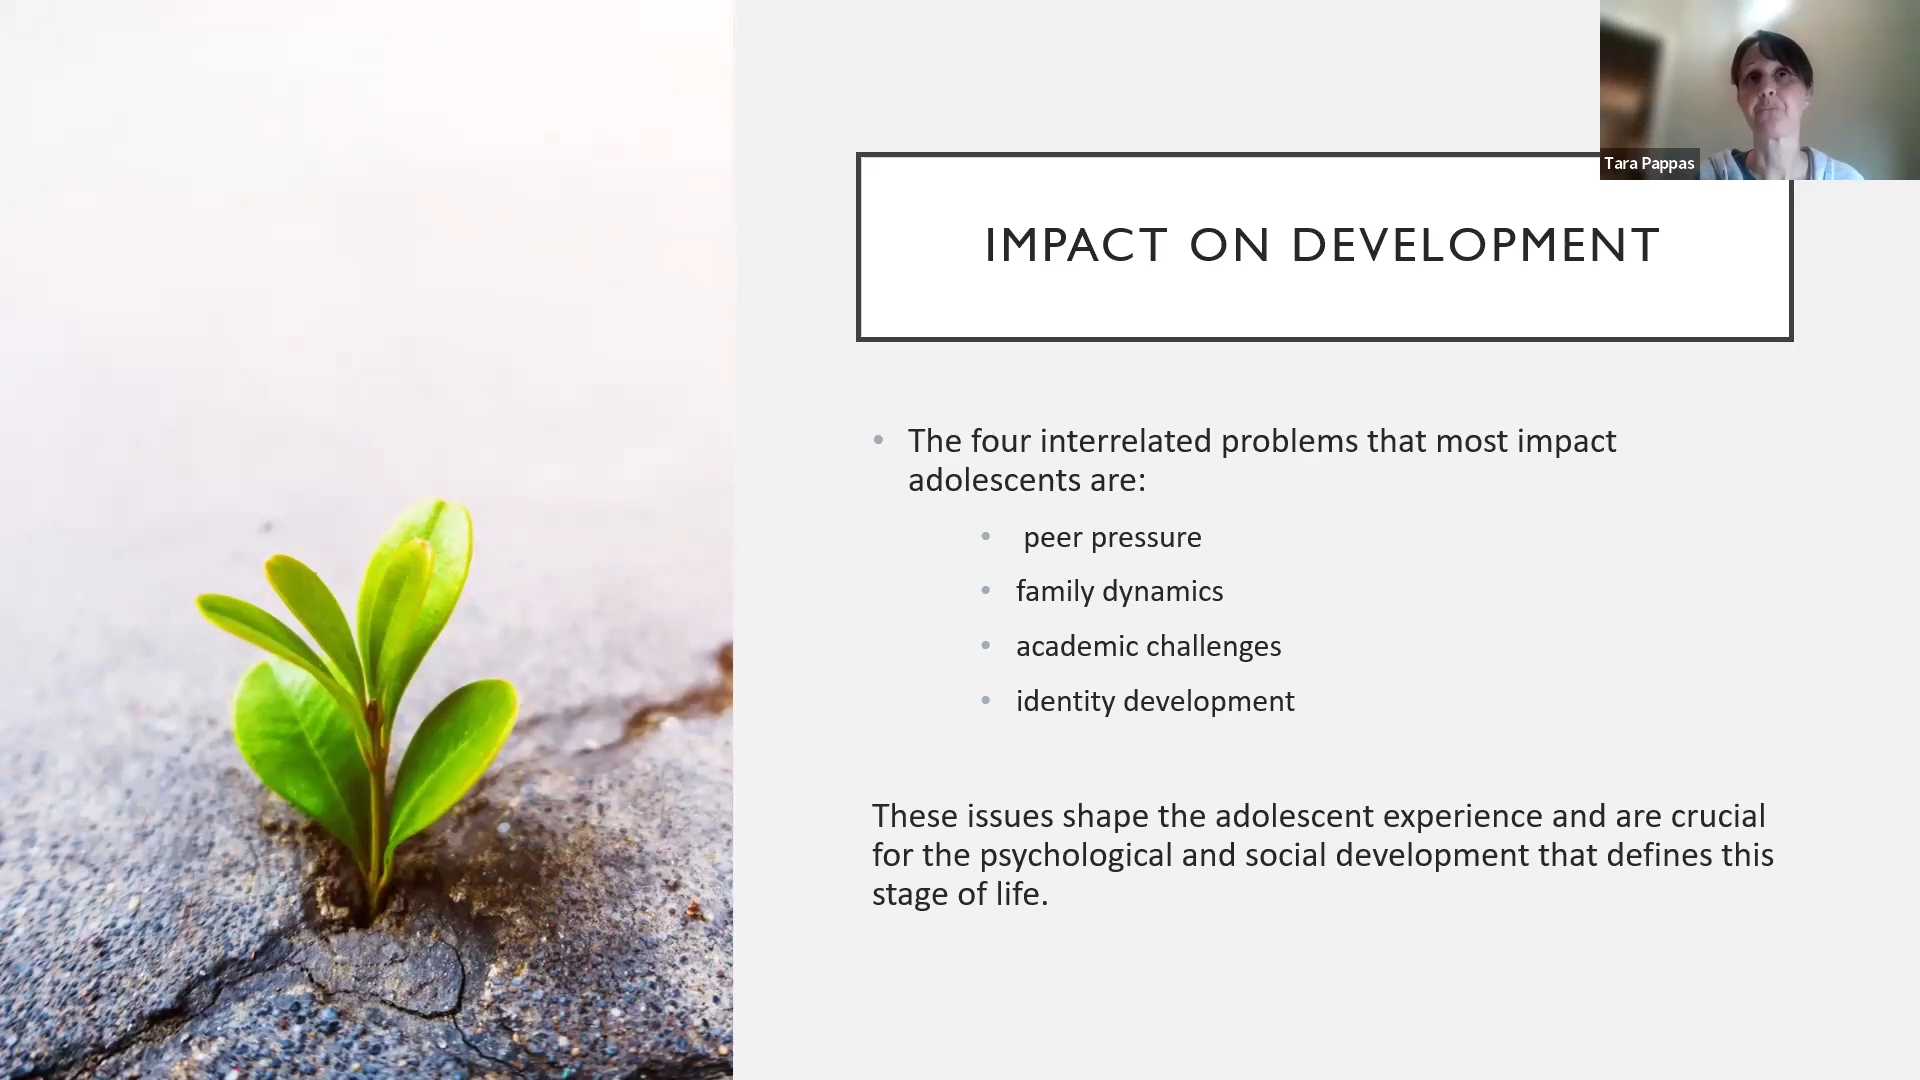 Tara Pappas
IMPACT ON DEVELOPMENT
• The four interrelated problems that most impact
adolescents are:
• peer pressure
• family dynamics
• academic challenges
• identity development
These issues shape the adolescent experience and are crucial
for the psychological and social development that defines this
stage of life.